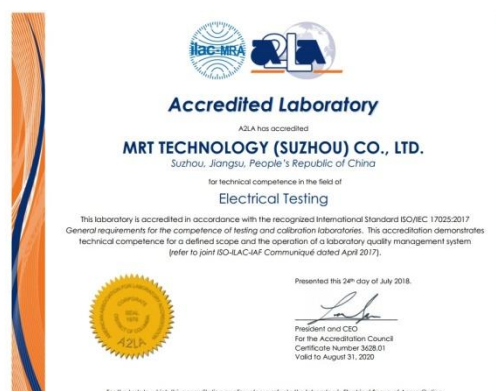 ilac-MRA
A2LA
Accredited Laboratory
A2LA has accredited
MRT TECHNOLOGY (SUZHOU) CO., LTD.
Suzhou, Jiangsu, People's Republic of China
for technical competence in the field of
Electrical Testing
This laboratory is accredited in accordance with the recognized International Standard ISO/IEC 17025:2017
General requirements for the competence of testing and calibration laboratories. This accreditation demonstrates
technical competence for a defined scope and the operation of a laboratory quality management system
(refer to joint ISO-ILAC-IAF Communiqué dated April 2017).
Presented this 24th day of July 2018.
President and CEO
For the Accreditation Council
Certificate Number 3628.01
Valid to August 31, 2020
CORPORATE
SEAL
A2LA